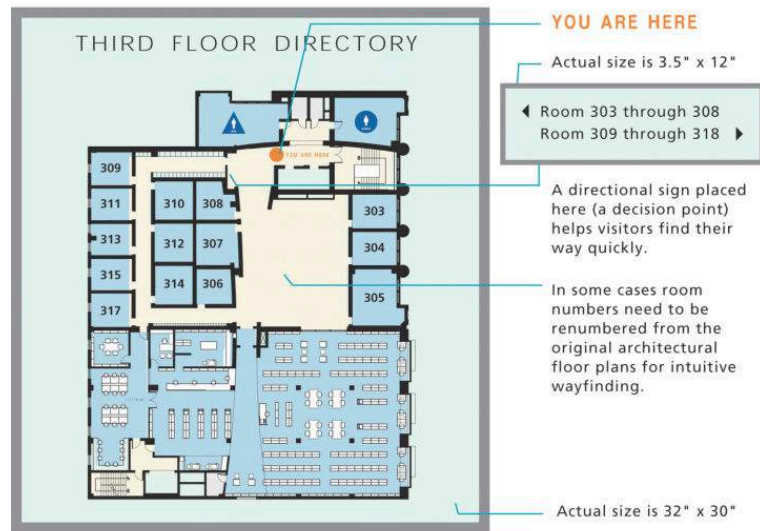 THIRD FLOOR DIRECTORY
YOU ARE HERE
309
311
313
315
317
310
308
312
307
314
306
303
304
305
YOU ARE HERE
Actual size is 3.5" x 12"
Room 303 through 308
Room 309 through 318
A directional sign placed
here (a decision point)
helps visitors find their
way quickly.
In some cases room
numbers need to be
renumbered from the
original architectural
floor plans for intuitive
wayfinding.
Actual size is 32" x 30"